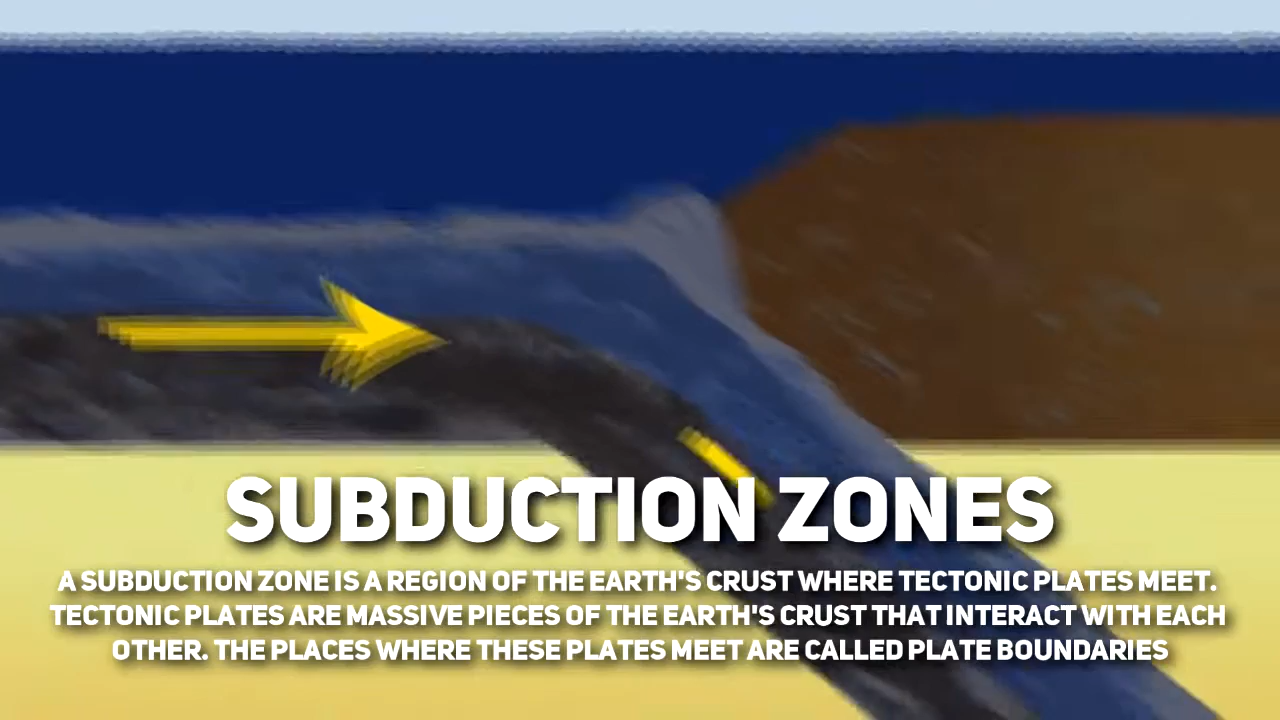 SUBDUCTION ZONES
A SUBDUCTION ZONE IS A REGION OF THE EARTH'S CRUST WHERE TECTONIC PLATES MEET.
TECTONIC PLATES ARE MASSIVE PIECES OF THE EARTH'S CRUST THAT INTERACT WITH EACH
OTHER. THE PLACES WHERE THESE PLATES MEET ARE CALLED PLATE BOUNDARIES